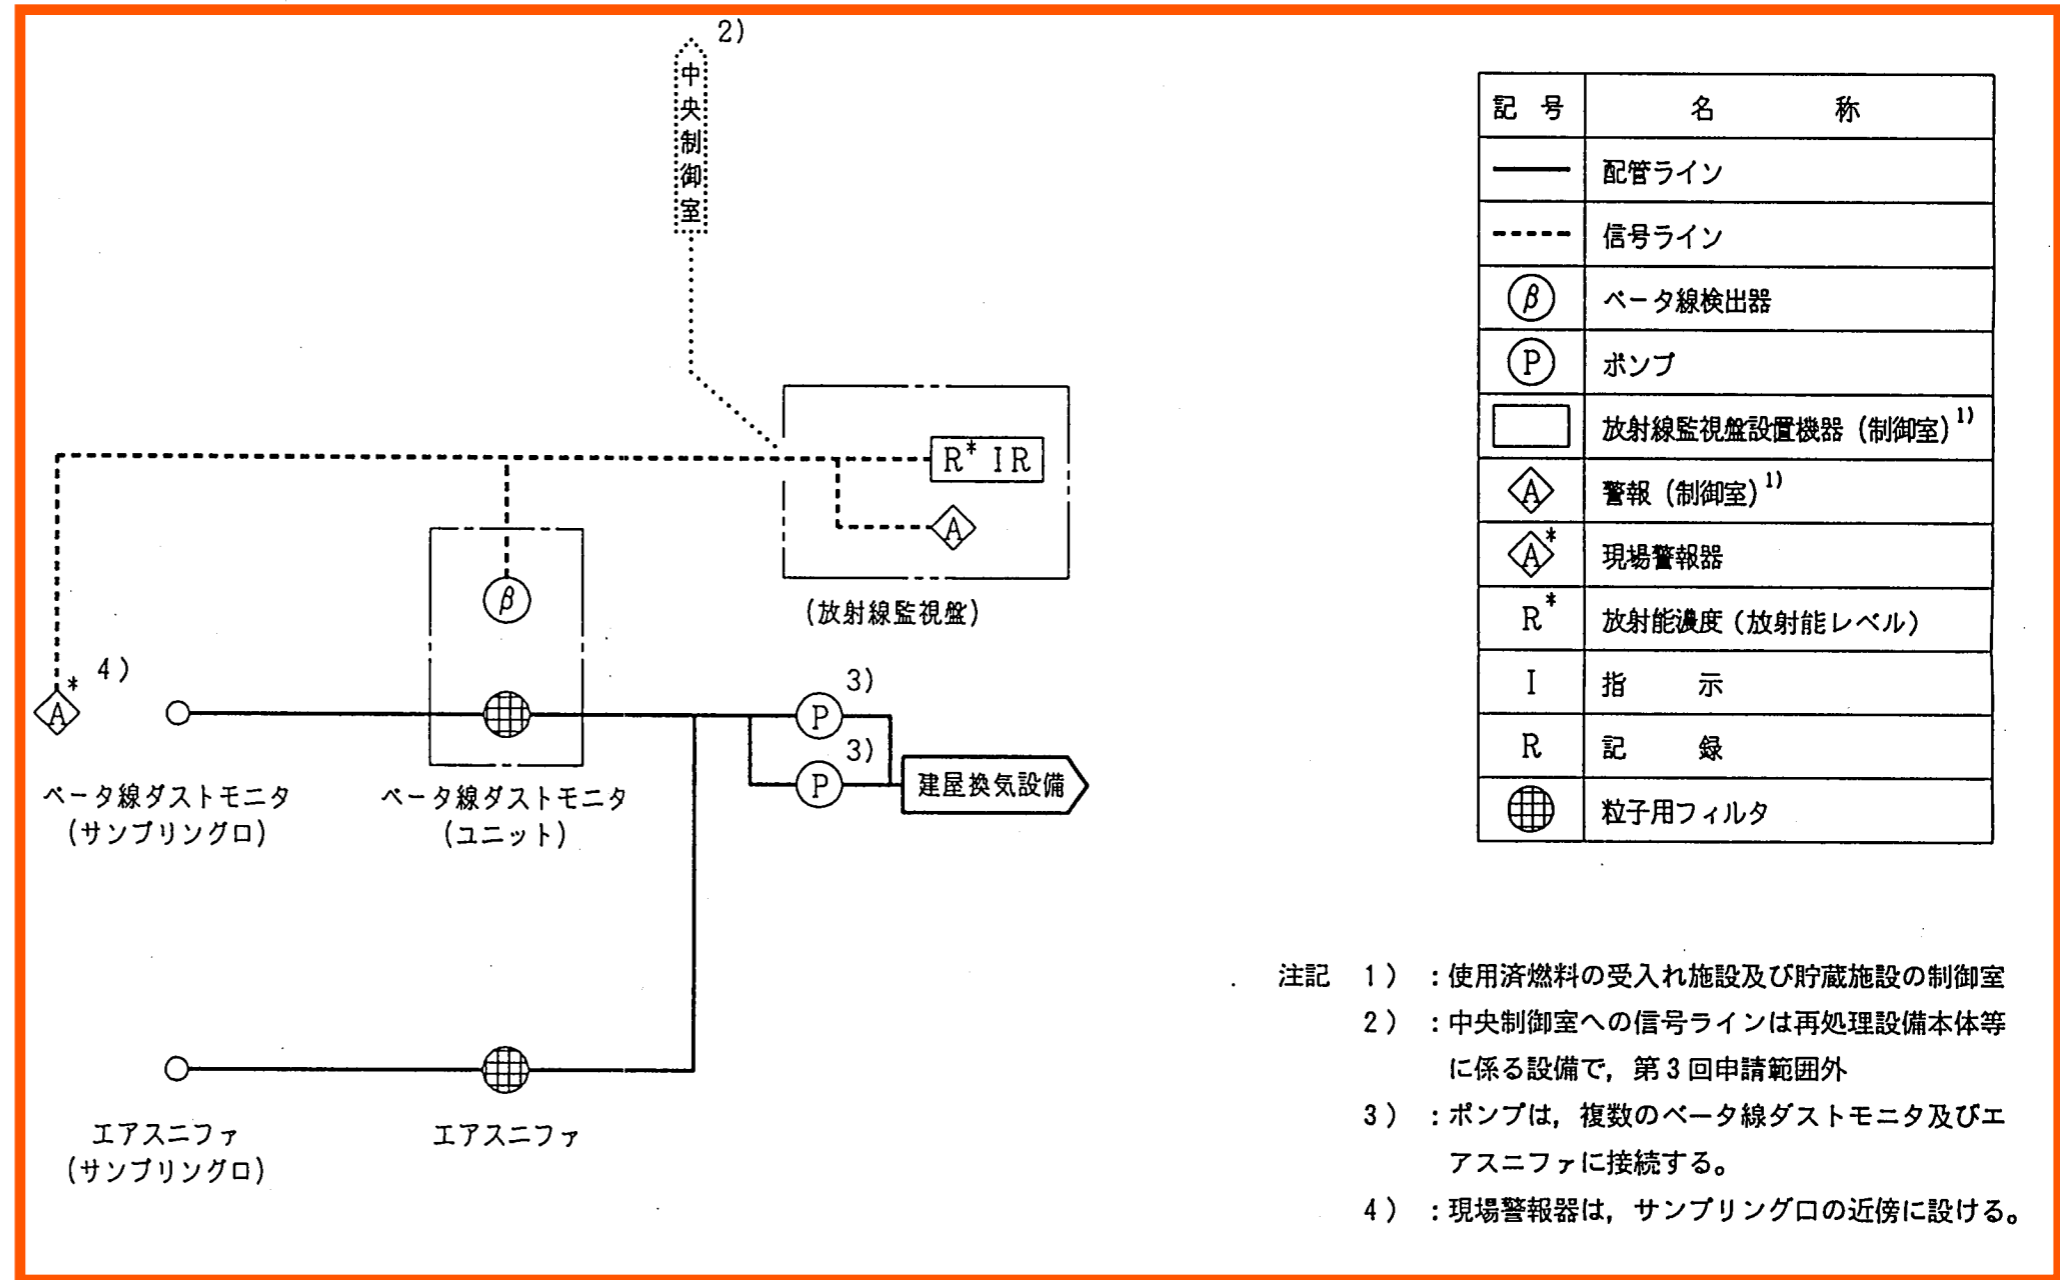 2)
中央制御室
R* IR
A
(放射線監視盤)
β
4)
A*
3)
P
3)
P
建屋換気設備
ベータ線ダストモニタ
(サンプリング口)
ベータ線ダストモニタ
(ユニット)
エアスニファ
(サンプリング口)
エアスニファ
記号 名称
配管ライン
信号ライン
β ベータ線検出器
P ポンプ
放射線監視盤設置機器(制御室)1)
A 警報(制御室)1)
A* 現場警報器
R* 放射能濃度(放射能レベル)
I 指示
R 記録
粒子用フィルタ
注記 1) :使用済燃料の受入れ施設及び貯蔵施設の制御室
2) :中央制御室への信号ラインは再処理設備本体等
に係る設備で,第3回申請範囲外
3) :ポンプは,複数のベータ線ダストモニタ及びエ
アスニファに接続する。
4) :現場警報器は,サンプリング口の近傍に設ける。